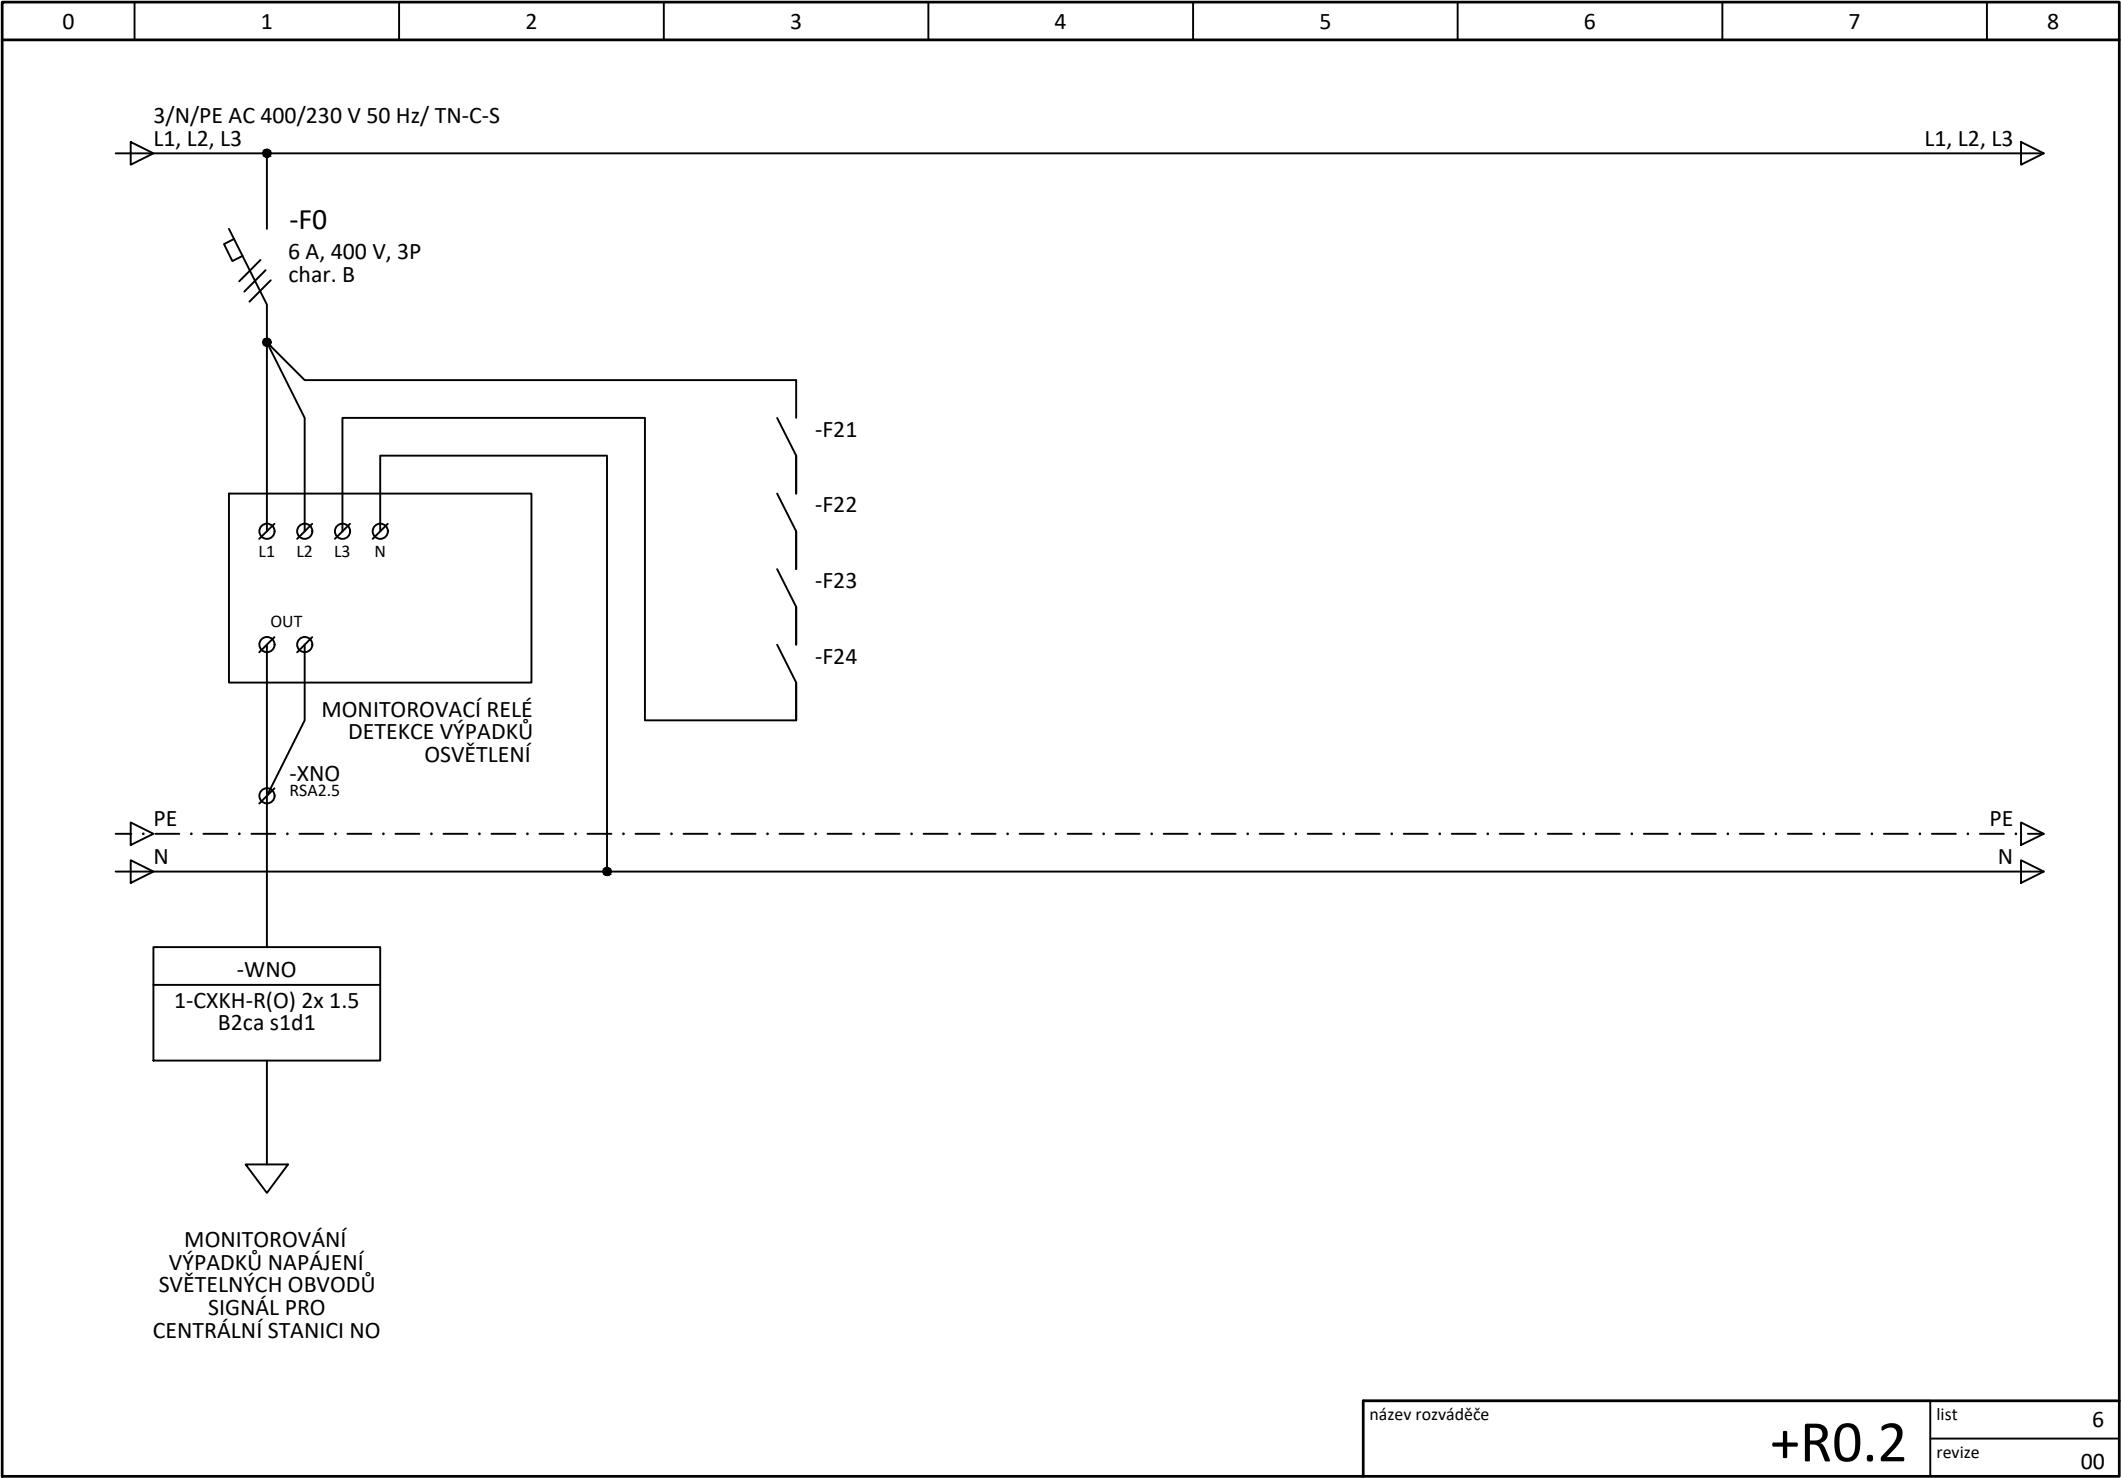 0 1 2 3 4 5 6 7 8
3/N/PE AC 400/230 V 50 Hz/ TN-C-S
L1, L2, L3
L1, L2, L3
-F0
6 A, 400 V, 3P
char. B
-F21
-F22
-F23
-F24
L1 L2 L3 N
OUT
MONITOROVACÍ RELÉ
DETEKCE VÝPADKŮ
OSVĚTLENÍ
-XNO
RSA2.5
PE
PE
N
N
-WNO
1-CXKH-R(O) 2x 1.5
B2ca s1d1
MONITOROVÁNÍ
VÝPADKŮ NAPÁJENÍ
SVĚTELNÝCH OBVODŮ
SIGNÁL PRO
CENTRÁLNÍ STANICI NO
název rozváděče
+R0.2
list 6
revize 00